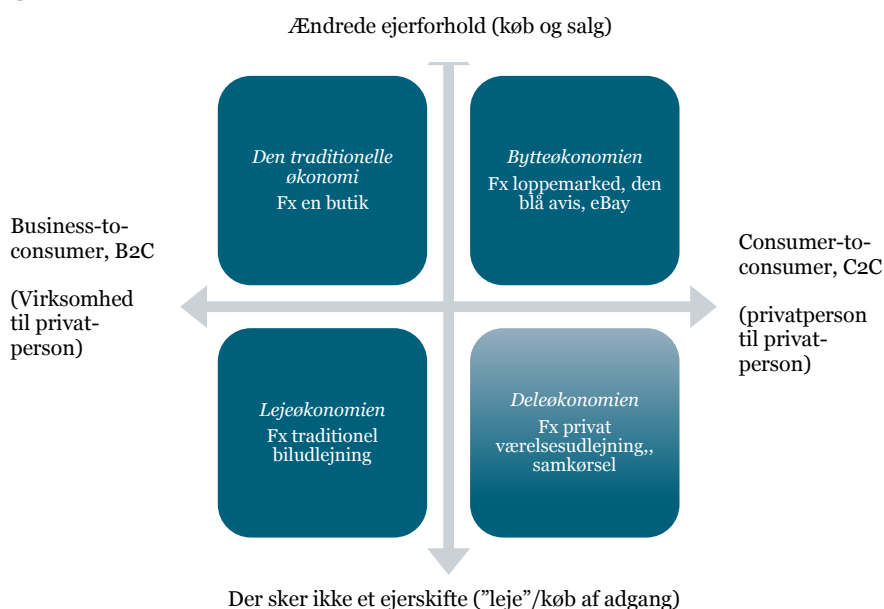 Ændrede ejerforhold (køb og salg)
Den traditionelle
økonomi
Fx en butik
Bytteøkonomien
Fx loppemarked, den
blå avis, eBay
Business-to-
consumer, B2C
(Virksomhed
til privat-
person)
Consumer-to-
consumer, C2C
(privatperson
til privat-
person)
Lejeøkonomien
Fx traditionel
biludlejning
Deleøkonomien
Fx privat
værelsesudlejning,,
samkørsel
Der sker ikke et ejerskifte (”leje”/køb af adgang)